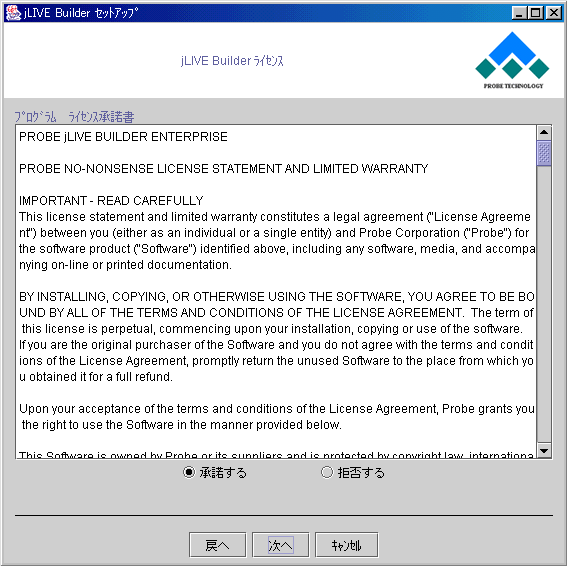 jLIVE Builder ｾｯﾄｱｯﾌﾟ
jLIVE Builder ﾗｲｾﾝｽ
PROBE TECHNOLOGY
ﾌﾟﾛｸﾞﾗﾑ　ﾗｲｾﾝｽ承諾書
PROBE jLIVE BUILDER ENTERPRISE
PROBE NO-NONSENSE LICENSE STATEMENT AND LIMITED WARRANTY
IMPORTANT - READ CAREFULLY
This license statement and limited warranty constitutes a legal agreement ("License Agreeme
nt") between you (either as an individual or a single entity) and Probe Corporation ("Probe") for
the software product ("Software") identified above, including any software, media, and accompa
nying on-line or printed documentation.
BY INSTALLING, COPYING, OR OTHERWISE USING THE SOFTWARE, YOU AGREE TO BE BO
UND BY ALL OF THE TERMS AND CONDITIONS OF THE LICENSE AGREEMENT.  The term of
this license is perpetual, commencing upon your installation, copying or use of the software.
If you are the original purchaser of the Software and you do not agree with the terms and condit
ions of the License Agreement, promptly return the unused Software to the place from which yo
u obtained it for a full refund.
Upon your acceptance of the terms and conditions of the License Agreement, Probe grants you
the right to use the Software in the manner provided below.
This Software is owned by Probe or its suppliers and is protected by copyright law, internationa
承諾する 拒否する
戻へ 次へ ｷｬﾝｾﾙ